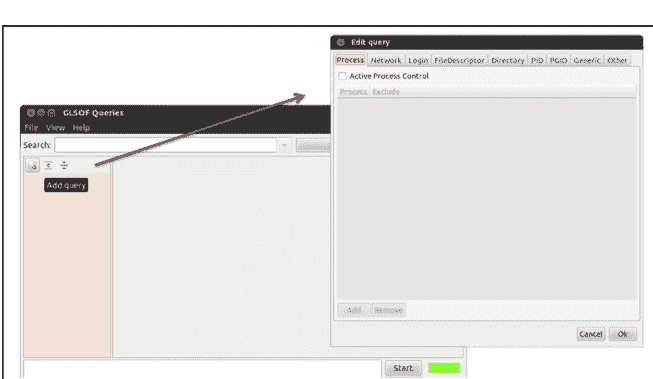 Edit query
Process Network Login FileDescriptor Directory PID PGID Generic Other
Active Process Control
Process Exclude
GLSOF Queries
File View Help
Search:
Add query
Add Remove
Cancel Ok
Start